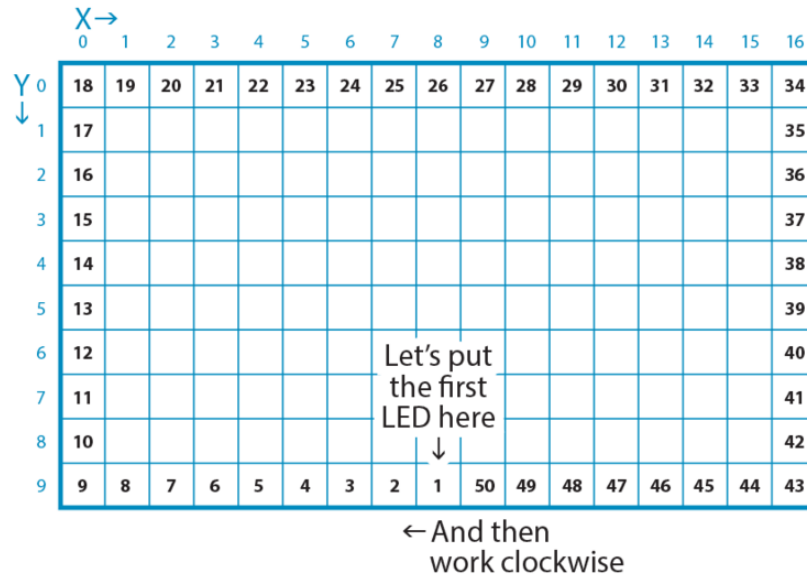 X→
0 1 2 3 4 5 6 7 8 9 10 11 12 13 14 15 16
Y 0 18 19 20 21 22 23 24 25 26 27 28 29 30 31 32 33 34
↓
1 17 35
2 16 36
3 15 37
4 14 38
5 13 39
6 12 40
Let's put
7 11 41
the first
LED here
8 10 42
↓
9 9 8 7 6 5 4 3 2 1 50 49 48 47 46 45 44 43
← And then
work clockwise